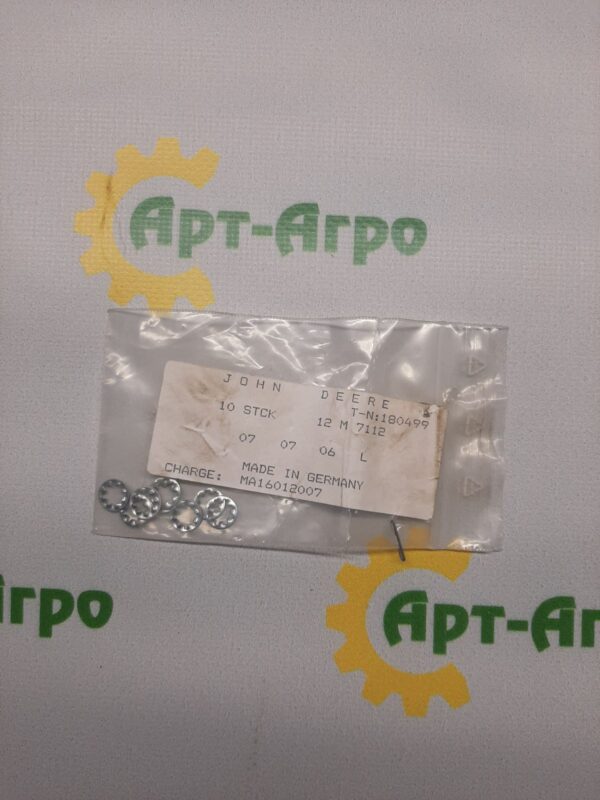 Арт-Агро
JOHN DEERE
T-N:180499
10 STCK 12 M 7112
07 07 06 L
MADE IN GERMANY
CHARGE: MA16012007
гро
Арт-Аг